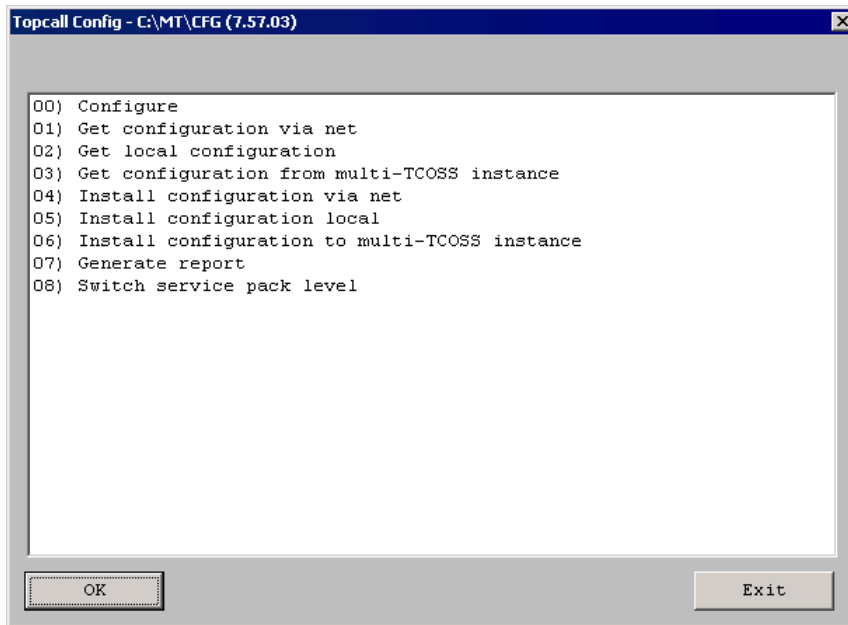 Topcall Config - C:\MT\CFG (7.57.03)
00) Configure
01) Get configuration via net
02) Get local configuration
03) Get configuration from multi-TCOSS instance
04) Install configuration via net
05) Install configuration local
06) Install configuration to multi-TCOSS instance
07) Generate report
08) Switch service pack level
OK
Exit